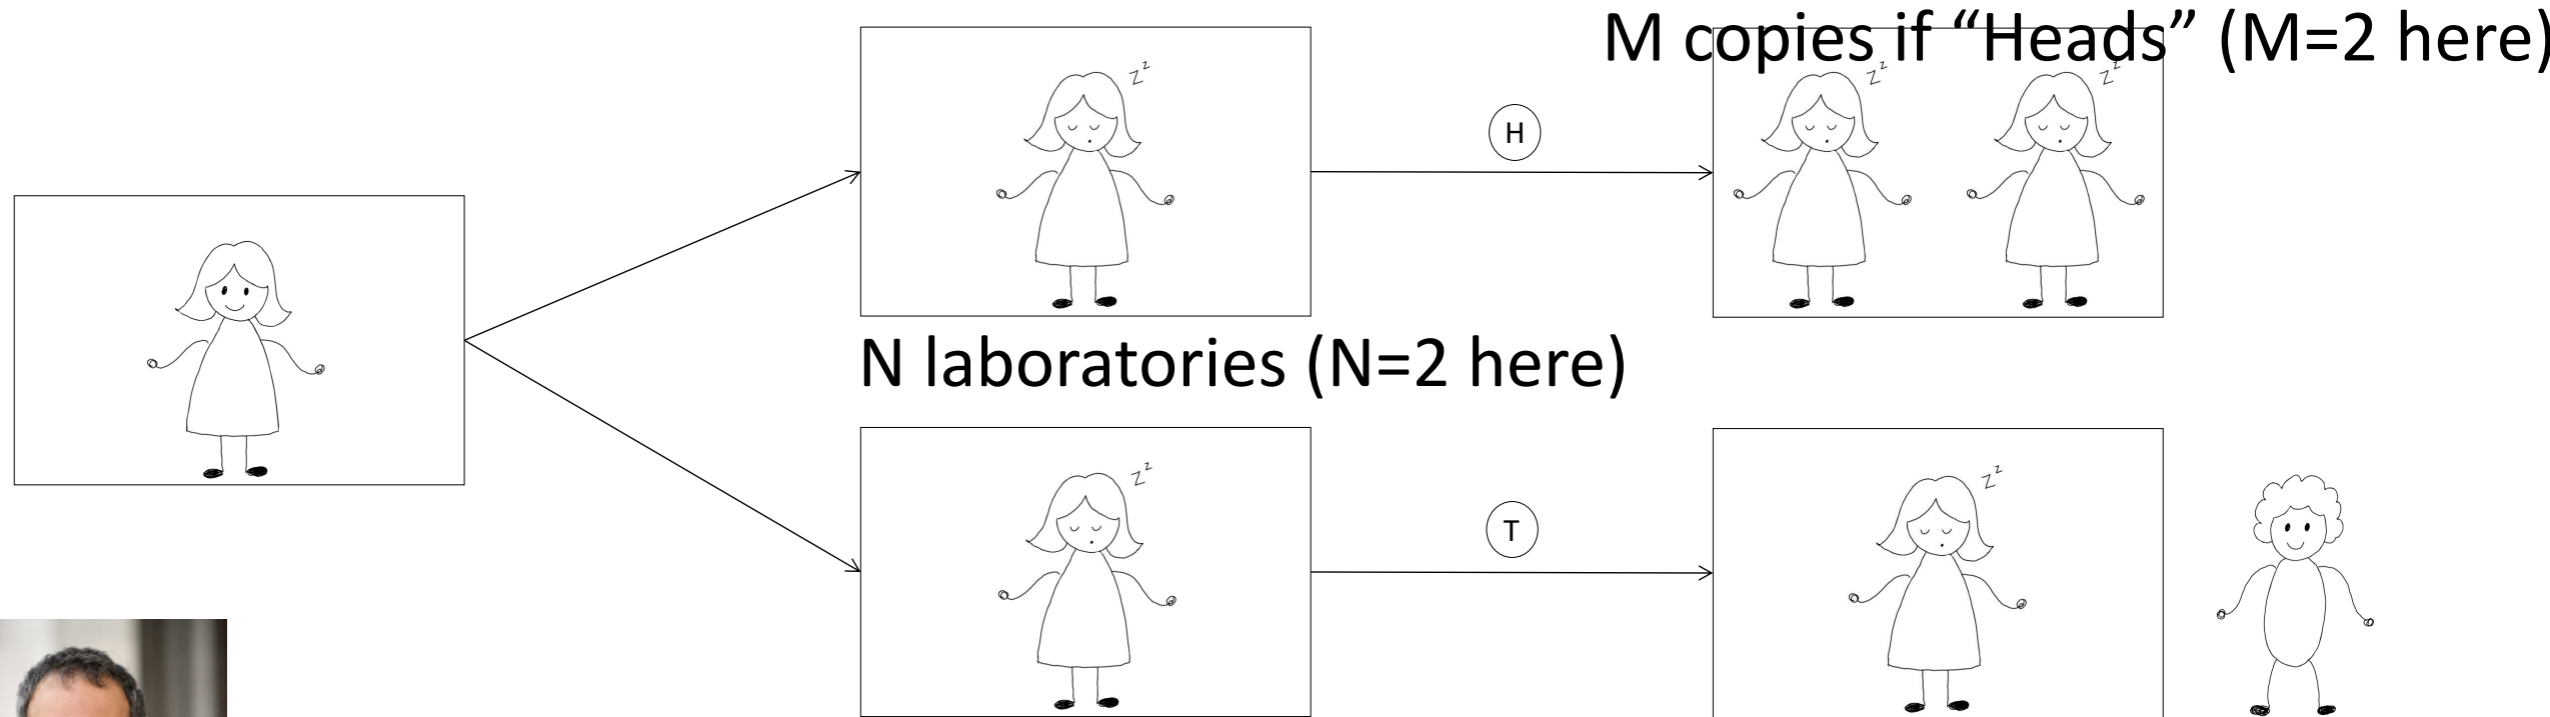 M copies if “Heads” (M=2 here)
z z
z z
z z
H
N laboratories (N=2 here)
z z
z z
T